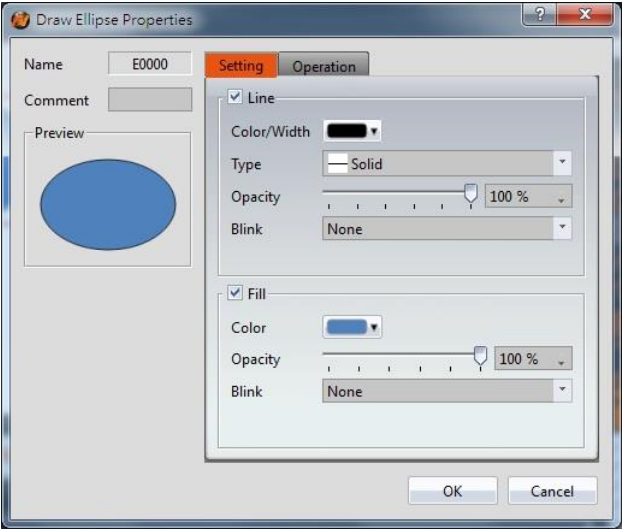 Draw Ellipse Properties
Name E0000
Comment
Preview
Setting Operation
Line
Color/Width
Type Solid
Opacity 100 %
Blink None
Fill
Color
Opacity 100 %
Blink None
OK Cancel